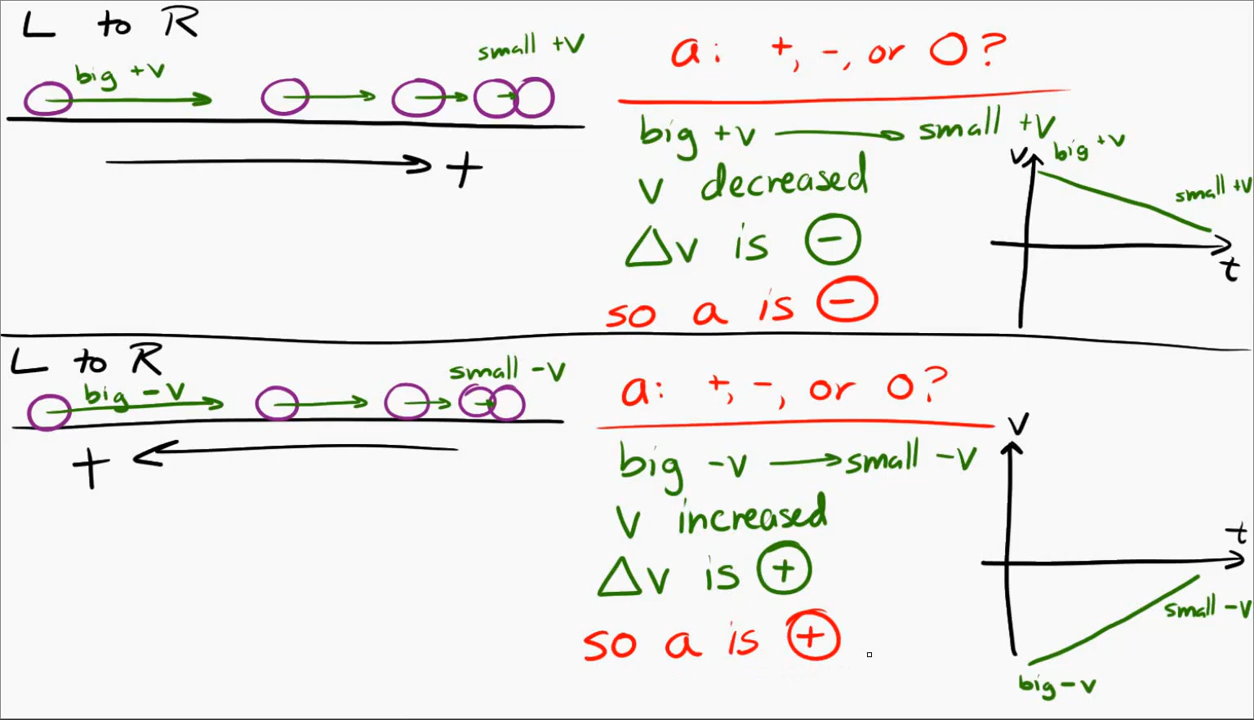 L to R
big +v
small +v
+
a: +, -, or 0?
big +v → small +v
v decreased
Δv is ⊖
so a is ⊖
v
big +v
small +v
t
L to R
big -v
small -v
+
a: +, -, or 0?
big -v → small -v
v increased
Δv is ⊕
so a is ⊕
v
t
small -v
big -v